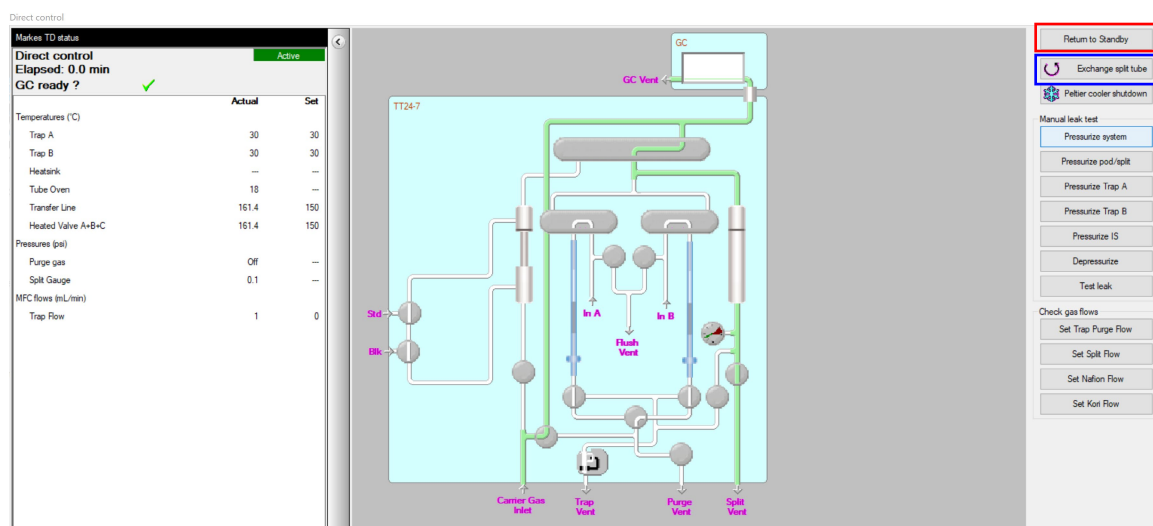 Direct control
Markes TD status
Direct control
Active
Elapsed: 0.0 min
GC ready ?
Actual Set
Temperatures (°C)
Trap A 30 30
Trap B 30 30
Heatsink --- ---
Tube Oven 18 ---
Transfer Line 161.4 150
Heated Valve A+B+C 161.4 150
Pressures (psi)
Purge gas Off ---
Split Gauge 0.1 ---
MFC flows (mL/min)
Trap Flow 1 0
GC
GC Vent
TT24-7
Std
Blk
In A
In B
Flush
Vent
Carrier Gas
Inlet
Trap
Vent
Purge
Vent
Split
Vent
Return to Standby
Exchange split tube
Peltier cooler shutdown
Manual leak test
Pressurize system
Pressurize pod/split
Pressurize Trap A
Pressurize Trap B
Pressurize IS
Depressurize
Test leak
Check gas flows
Set Trap Purge Flow
Set Split Flow
Set Nafion Flow
Set Kori Flow